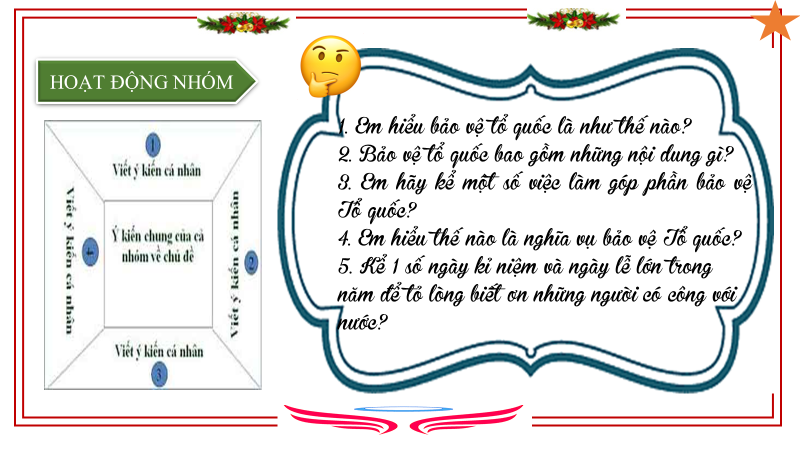 HOẠT ĐỘNG NHÓM
1
Viết ý kiến cá nhân
Viết ý kiến cá nhân
4
Ý kiến chung của cả
nhóm về chủ đề
Viết ý kiến cá nhân
2
Viết ý kiến cá nhân
3
1. Em hiểu bảo vệ tổ quốc là như thế nào?
2. Bảo vệ tổ quốc bao gồm những nội dung gì?
3. Em hãy kể một số việc làm góp phần bảo vệ
Tổ quốc?
4. Em hiểu thế nào là nghĩa vụ bảo vệ Tổ quốc?
5. Kể 1 số ngày kỉ niệm và ngày lễ lớn trong
năm để tỏ lòng biết ơn những người có công với
nước?